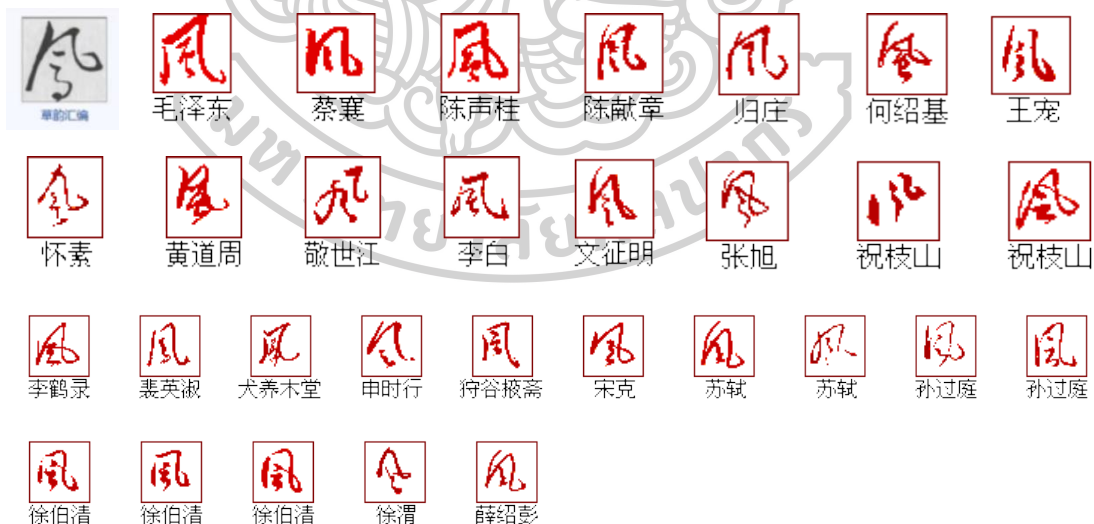 草韵汇编 毛泽东 蔡襄 陈声桂 陈献章 归庄 何绍基 王宠
怀素 黄道周 敬世江 李白 文征明 张旭 祝枝山 祝枝山
李鹤录 裴英淑 犬养木堂 申时行 狩谷掖斋 宋克 苏轼 苏轼 孙过庭 孙过庭
徐伯清 徐伯清 徐伯清 徐渭 薛绍彭